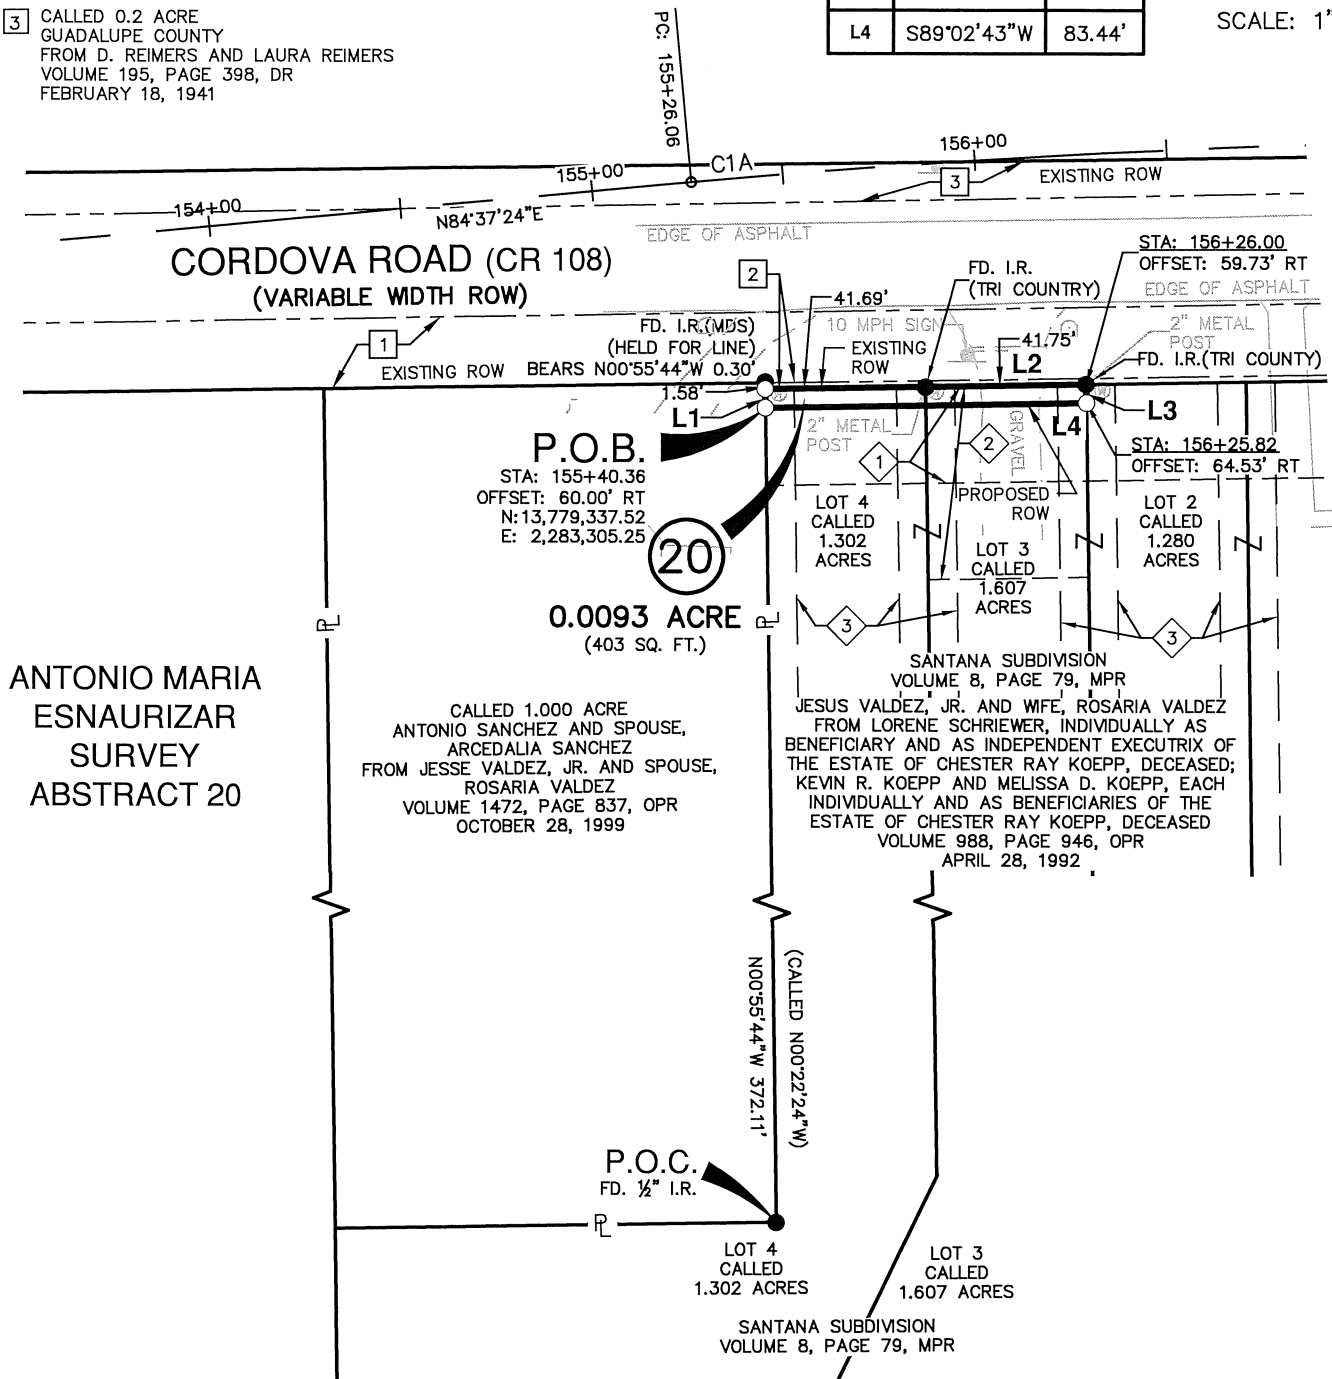 3 CALLED 0.2 ACRE
GUADALUPE COUNTY
FROM D. REIMERS AND LAURA REIMERS
VOLUME 195, PAGE 398, DR
FEBRUARY 18, 1941
PC: 155+26.06
L4 S89°02'43"W 83.44'
SCALE: 1"
154+00
N84°37'24"E
155+00
C1A
156+00
3
EXISTING ROW
EDGE OF ASPHALT
CORDOVA ROAD (CR 108)
(VARIABLE WIDTH ROW)
STA: 156+26.00
OFFSET: 59.73' RT
EDGE OF ASPHALT
2
FD. I.R.
(TRI COUNTRY)
41.69'
10 MPH SIGN
FD. I.R.(MDS)
(HELD FOR LINE)
BEARS N00°55'44"W 0.30'
1
EXISTING ROW
EXISTING
ROW
41.75'
L2
2" METAL
POST
FD. I.R.(TRI COUNTY)
1.58'
L1
L4
L3
2" METAL
POST
GRAVEL
1
2
STA: 156+25.82
OFFSET: 64.53' RT
P.O.B.
STA: 155+40.36
OFFSET: 60.00' RT
N:13,779,337.52
E: 2,283,305.25
PROPOSED
ROW
LOT 4
CALLED
1.302
ACRES
LOT 3
CALLED
1.607
ACRES
LOT 2
CALLED
1.280
ACRES
20
0.0093 ACRE
(403 SQ. FT.)
PL
PL
3
3
ANTONIO MARIA
ESNAURIZAR
SURVEY
ABSTRACT 20
CALLED 1.000 ACRE
ANTONIO SANCHEZ AND SPOUSE,
ARCEDALIA SANCHEZ
FROM JESSE VALDEZ, JR. AND SPOUSE,
ROSARIA VALDEZ
VOLUME 1472, PAGE 837, OPR
OCTOBER 28, 1999
SANTANA SUBDIVISION
VOLUME 8, PAGE 79, MPR
JESUS VALDEZ, JR. AND WIFE, ROSARIA VALDEZ
FROM LORENE SCHRIEWER, INDIVIDUALLY AS
BENEFICIARY AND AS INDEPENDENT EXECUTRIX OF
THE ESTATE OF CHESTER RAY KOEPP, DECEASED;
KEVIN R. KOEPP AND MELISSA D. KOEPP, EACH
INDIVIDUALLY AND AS BENEFICIARIES OF THE
ESTATE OF CHESTER RAY KOEPP, DECEASED
VOLUME 988, PAGE 946, OPR
APRIL 28, 1992
N00°55'44"W 372.11'
(CALLED N00°22'24"W)
P.O.C.
FD. ½" I.R.
PL
LOT 4
CALLED
1.302 ACRES
LOT 3
CALLED
1.607 ACRES
SANTANA SUBDIVISION
VOLUME 8, PAGE 79, MPR